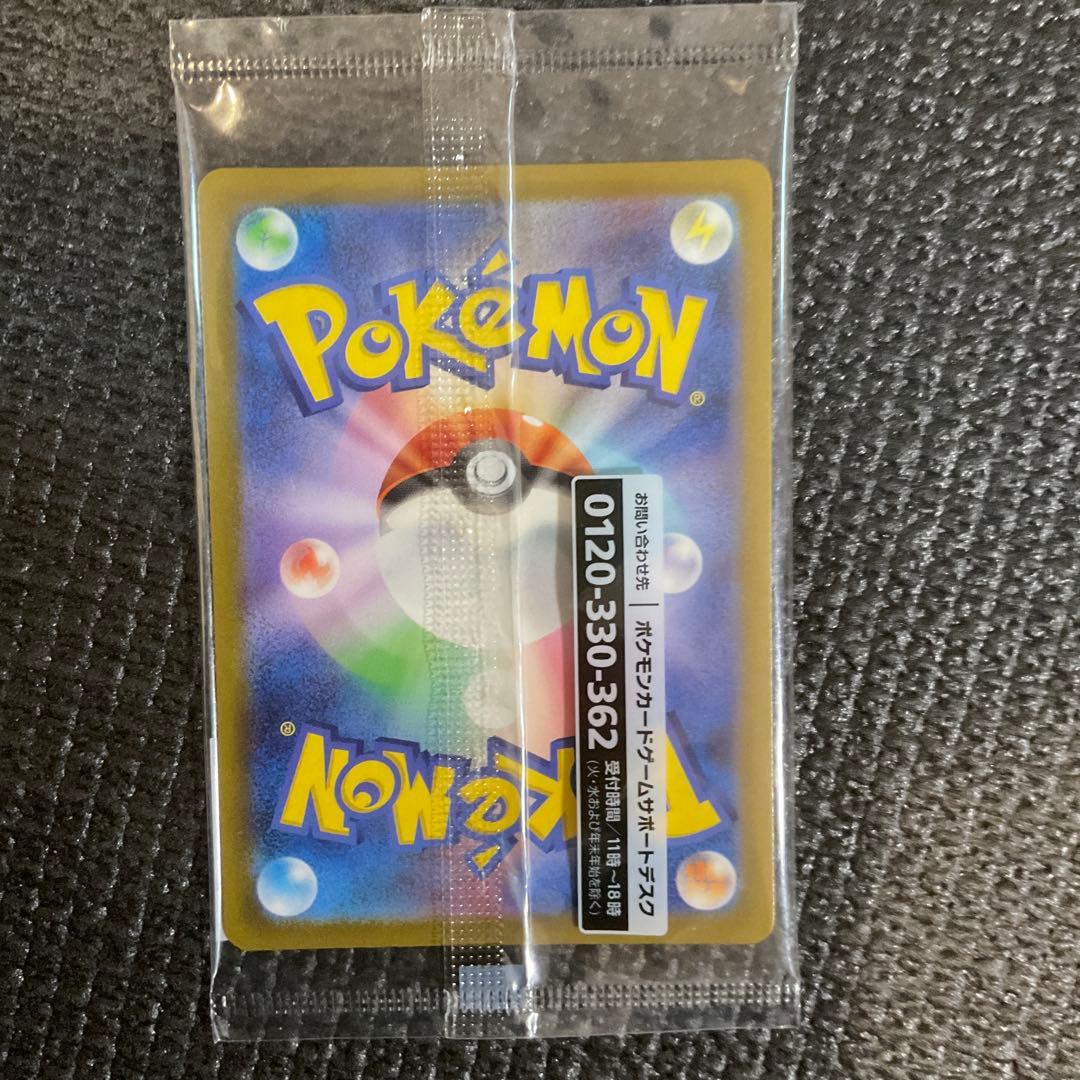 POKéMON
®
お問い合わせ先 | ポケモンカードゲームサポートデスク
0120-330-362 受付時間/11時~18時
(火・水および年末年始を除く)
POKéMON
®